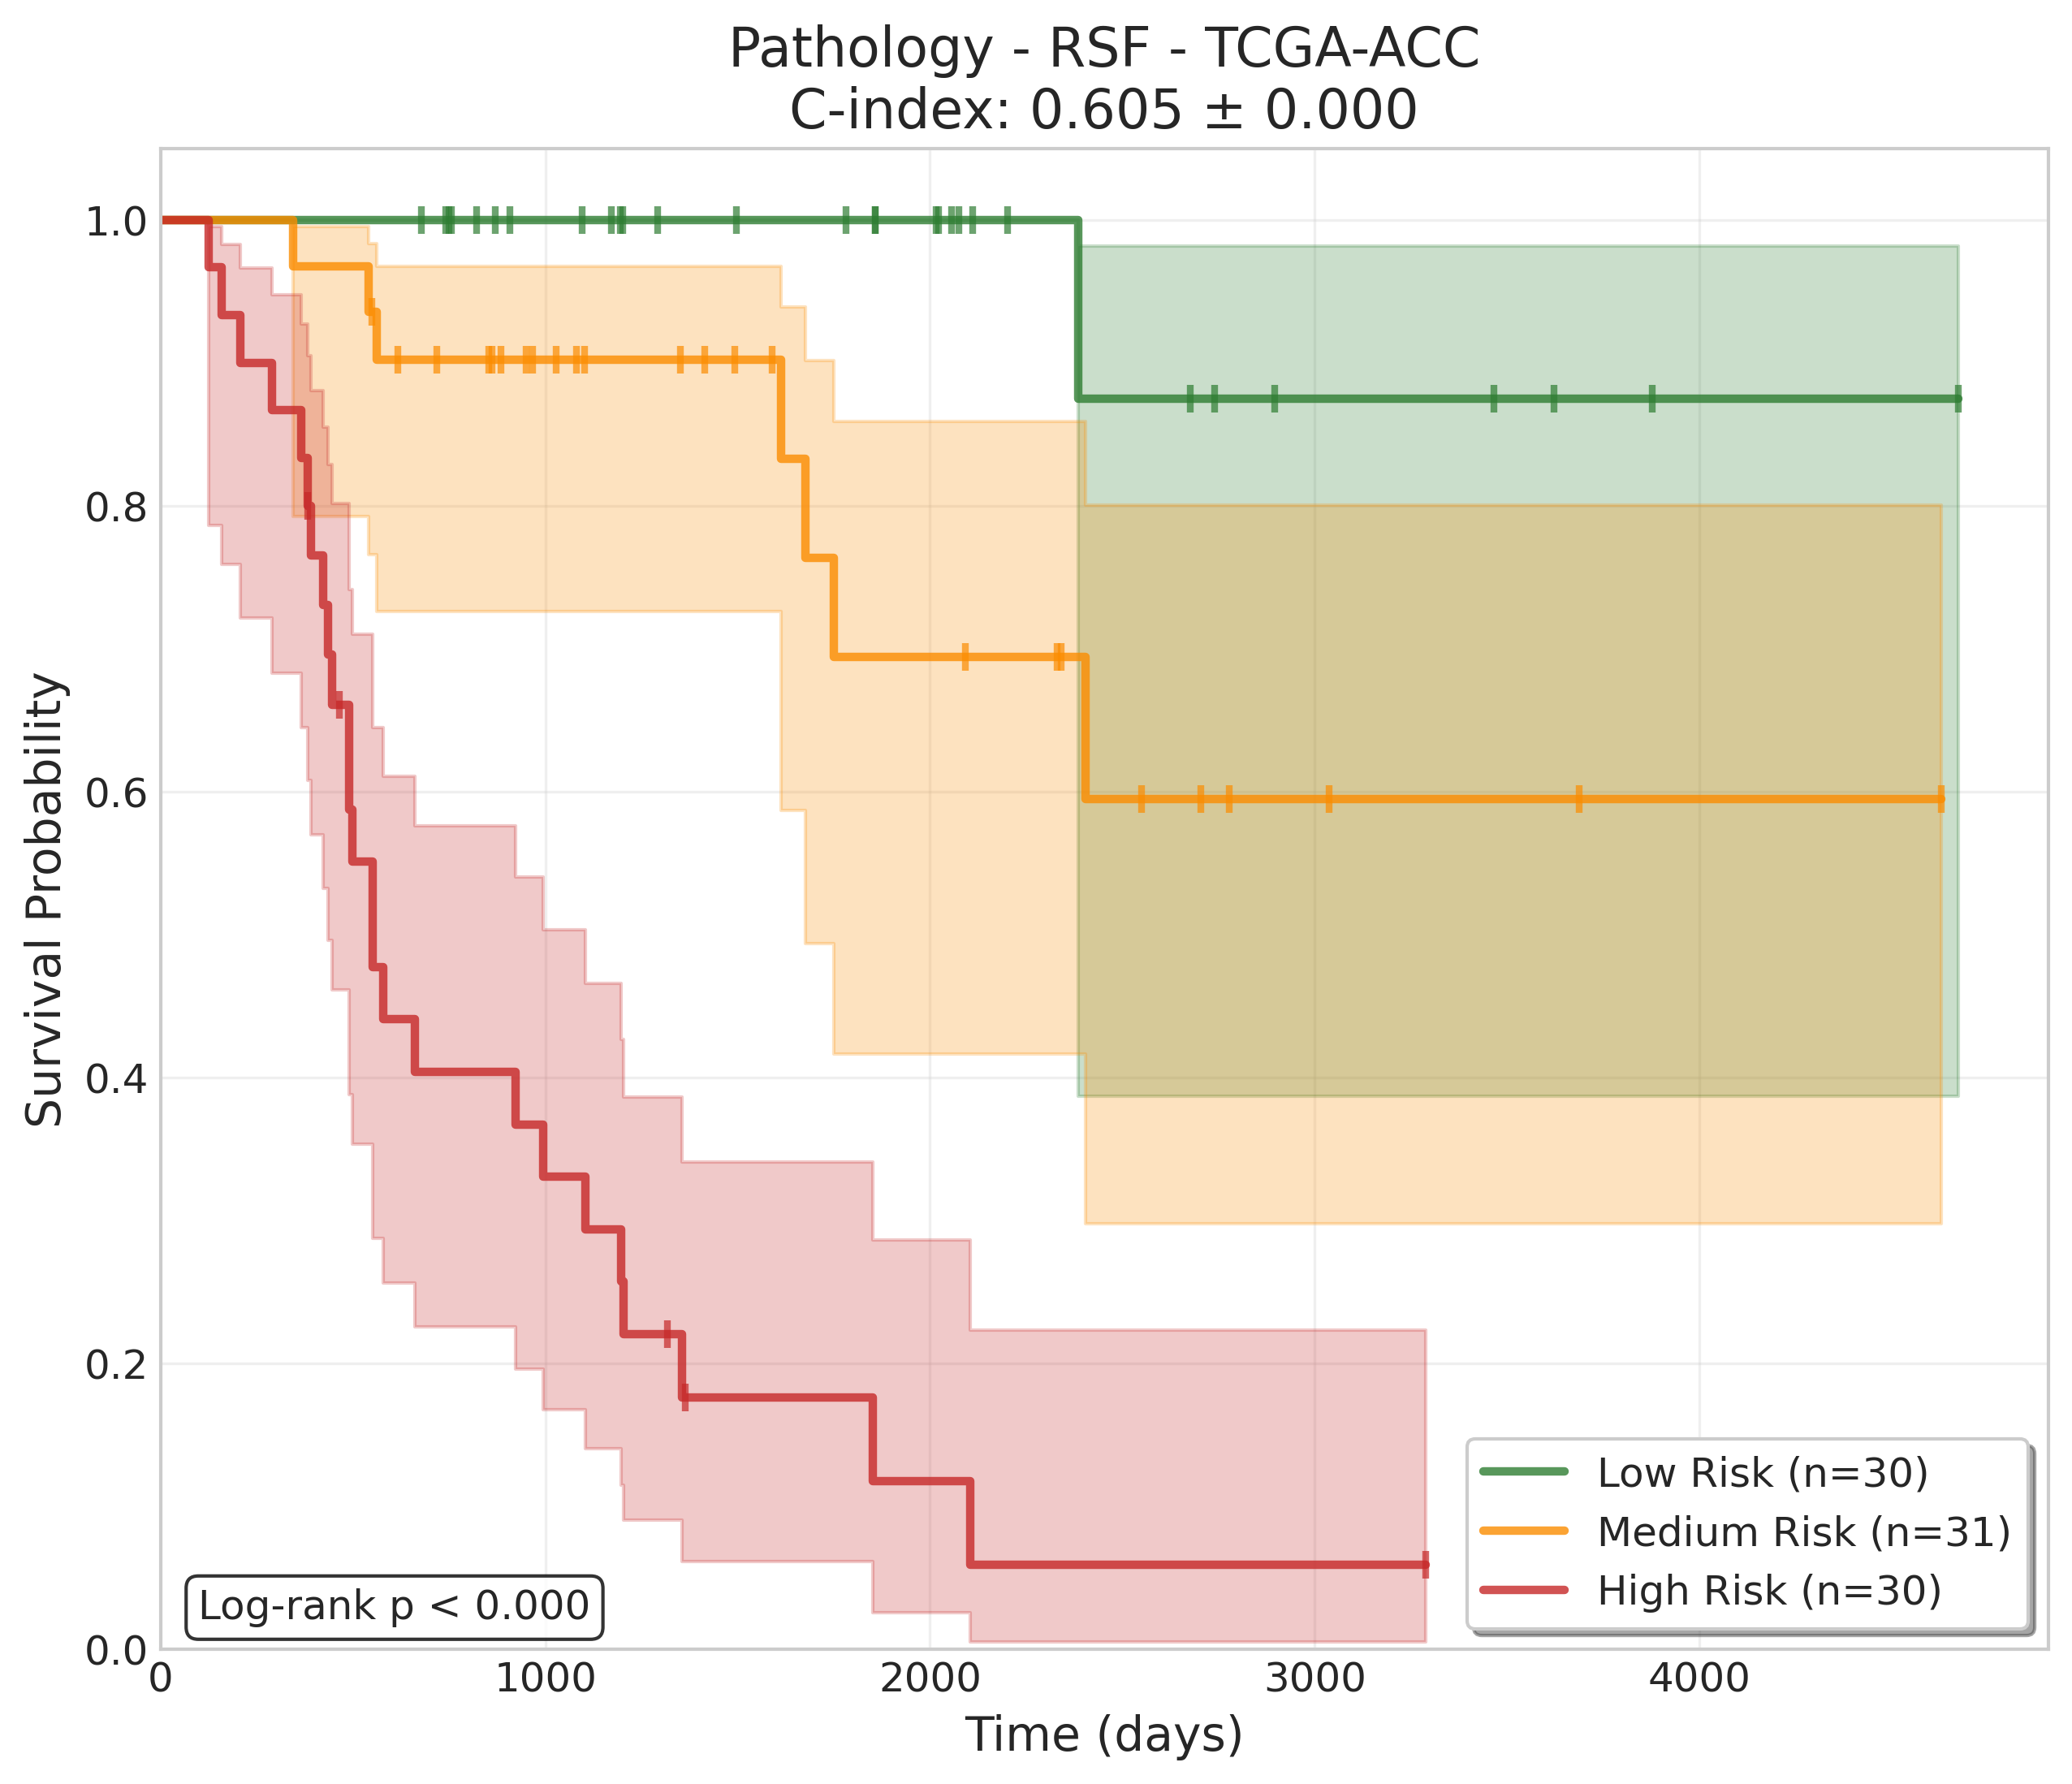 Pathology - RSF - TCGA-ACC
C-index: 0.605 ± 0.000
Survival Probability
1.0
0.8
0.6
0.4
0.2
0.0
0 1000 2000 3000 4000
Time (days)
Log-rank p < 0.000
Low Risk (n=30)
Medium Risk (n=31)
High Risk (n=30)